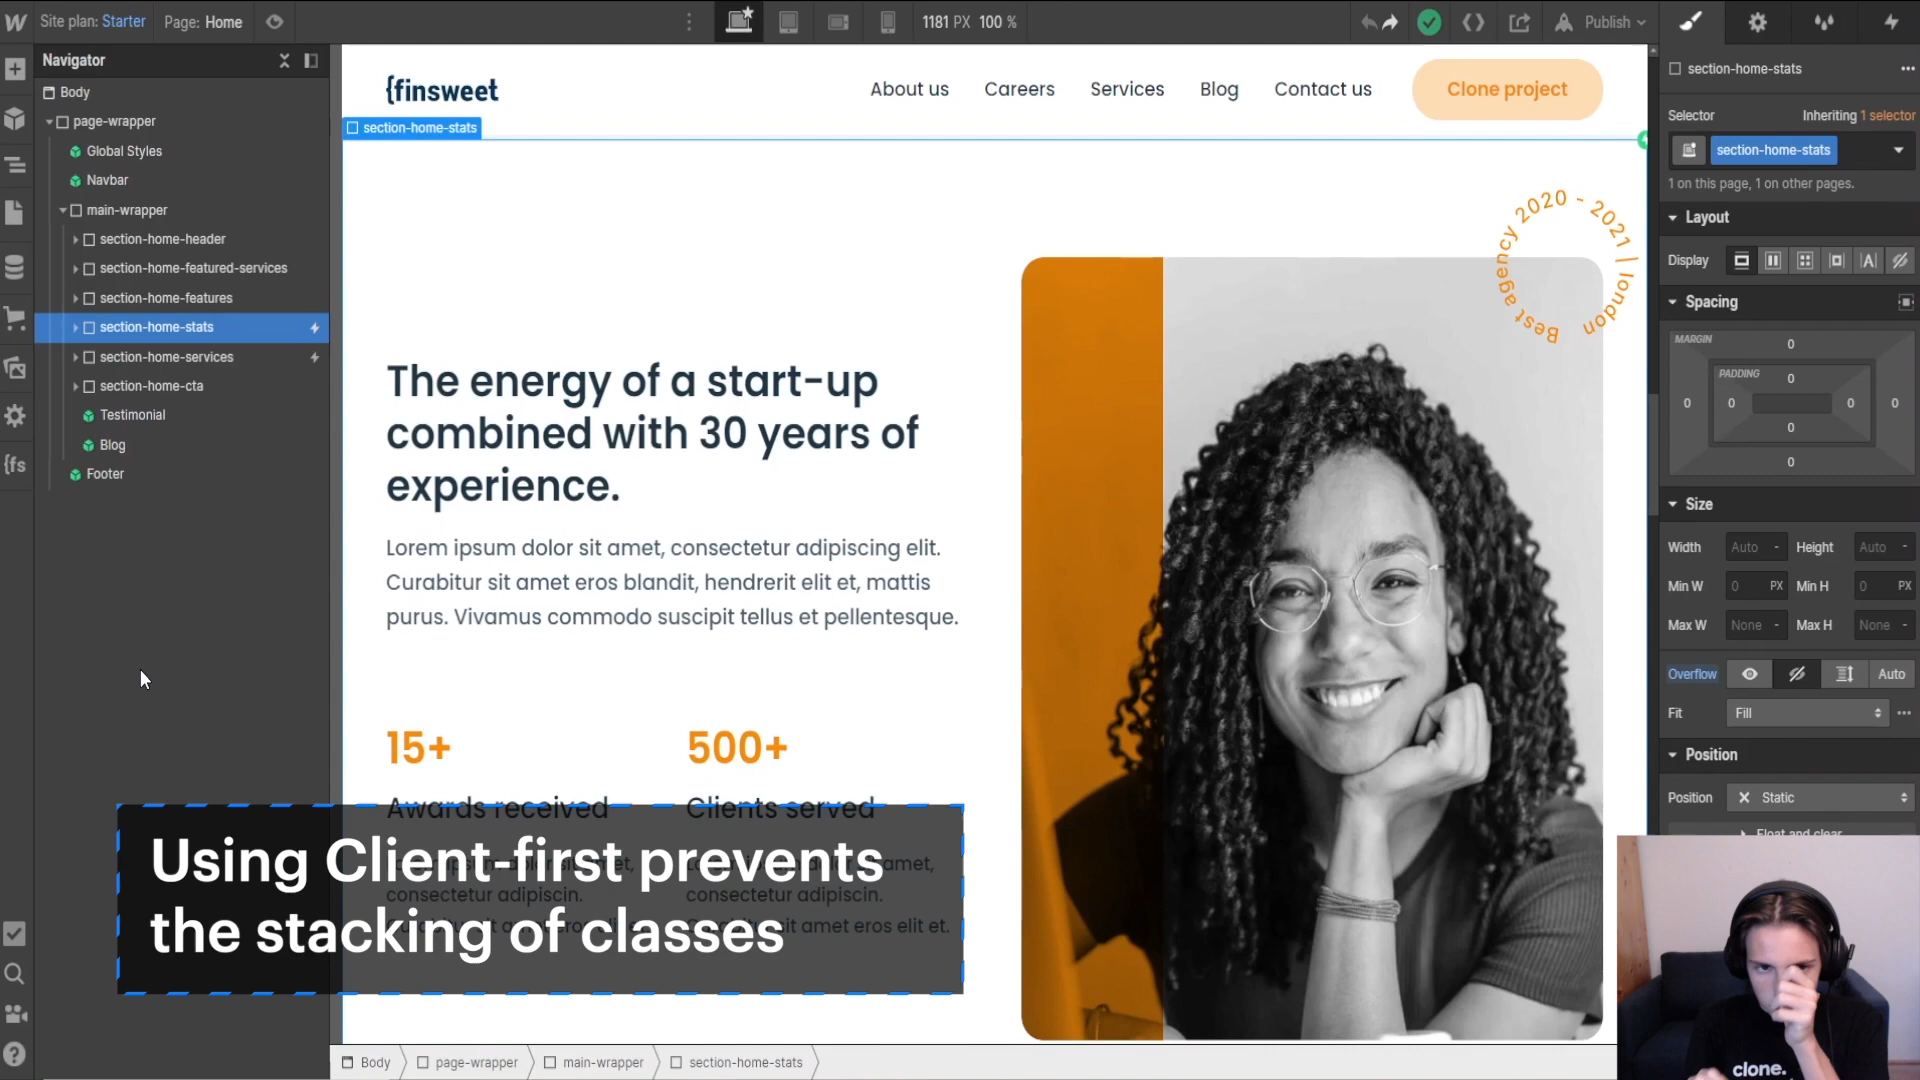 Site plan: Starter
Page: Home
1181 PX 100 %
Publish
Navigator
Body
page-wrapper
Global Styles
Navbar
main-wrapper
section-home-header
section-home-featured-services
section-home-features
section-home-stats
section-home-services
section-home-cta
Testimonial
Blog
Footer
{fs
{finsweet
About us
Careers
Services
Blog
Contact us
Clone project
section-home-stats
Best agency 2020 - 2021 | london
The energy of a start-up
combined with 30 years of
experience.
Lorem ipsum dolor sit amet, consectetur adipiscing elit.
Curabitur sit amet eros blandit, hendrerit elit et, mattis
purus. Vivamus commodo suscipit tellus et pellentesque.
15+
500+
Awards received
Clients served
Using Client-first prevents
the stacking of classes
amet,
consectetur adipiscin.
consectetur adipiscin.
sit amet eros elit et.
Body
page-wrapper
main-wrapper
section-home-stats
section-home-stats
Selector
Inheriting 1 selector
section-home-stats
1 on this page, 1 on other pages.
Layout
Display
Spacing
MARGIN
0
PADDING
0
0
0
0
0
0
0
Size
Width
Auto -
Height
Auto -
Min W
0 PX
Min H
0 PX
Max W
None -
Max H
None -
Overflow
Auto
Fit
Fill
Position
Position
Static
Float and clear
clone.